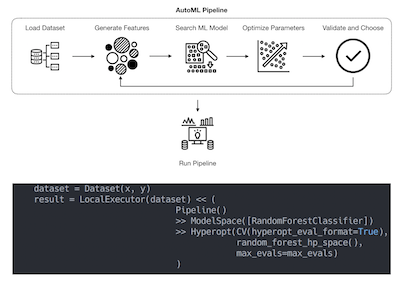 AutoML Pipeline
Load Dataset
Generate Features
Search ML Model
Optimize Parameters
Validate and Choose
Run Pipeline
dataset = Dataset(x, y)
result = LocalExecutor(dataset) << (
Pipeline()
>> ModelSpace([RandomForestClassifier])
>> Hyperopt(CV(hyperopt_eval_format=True),
random_forest_hp_space(),
max_evals=max_evals)
)